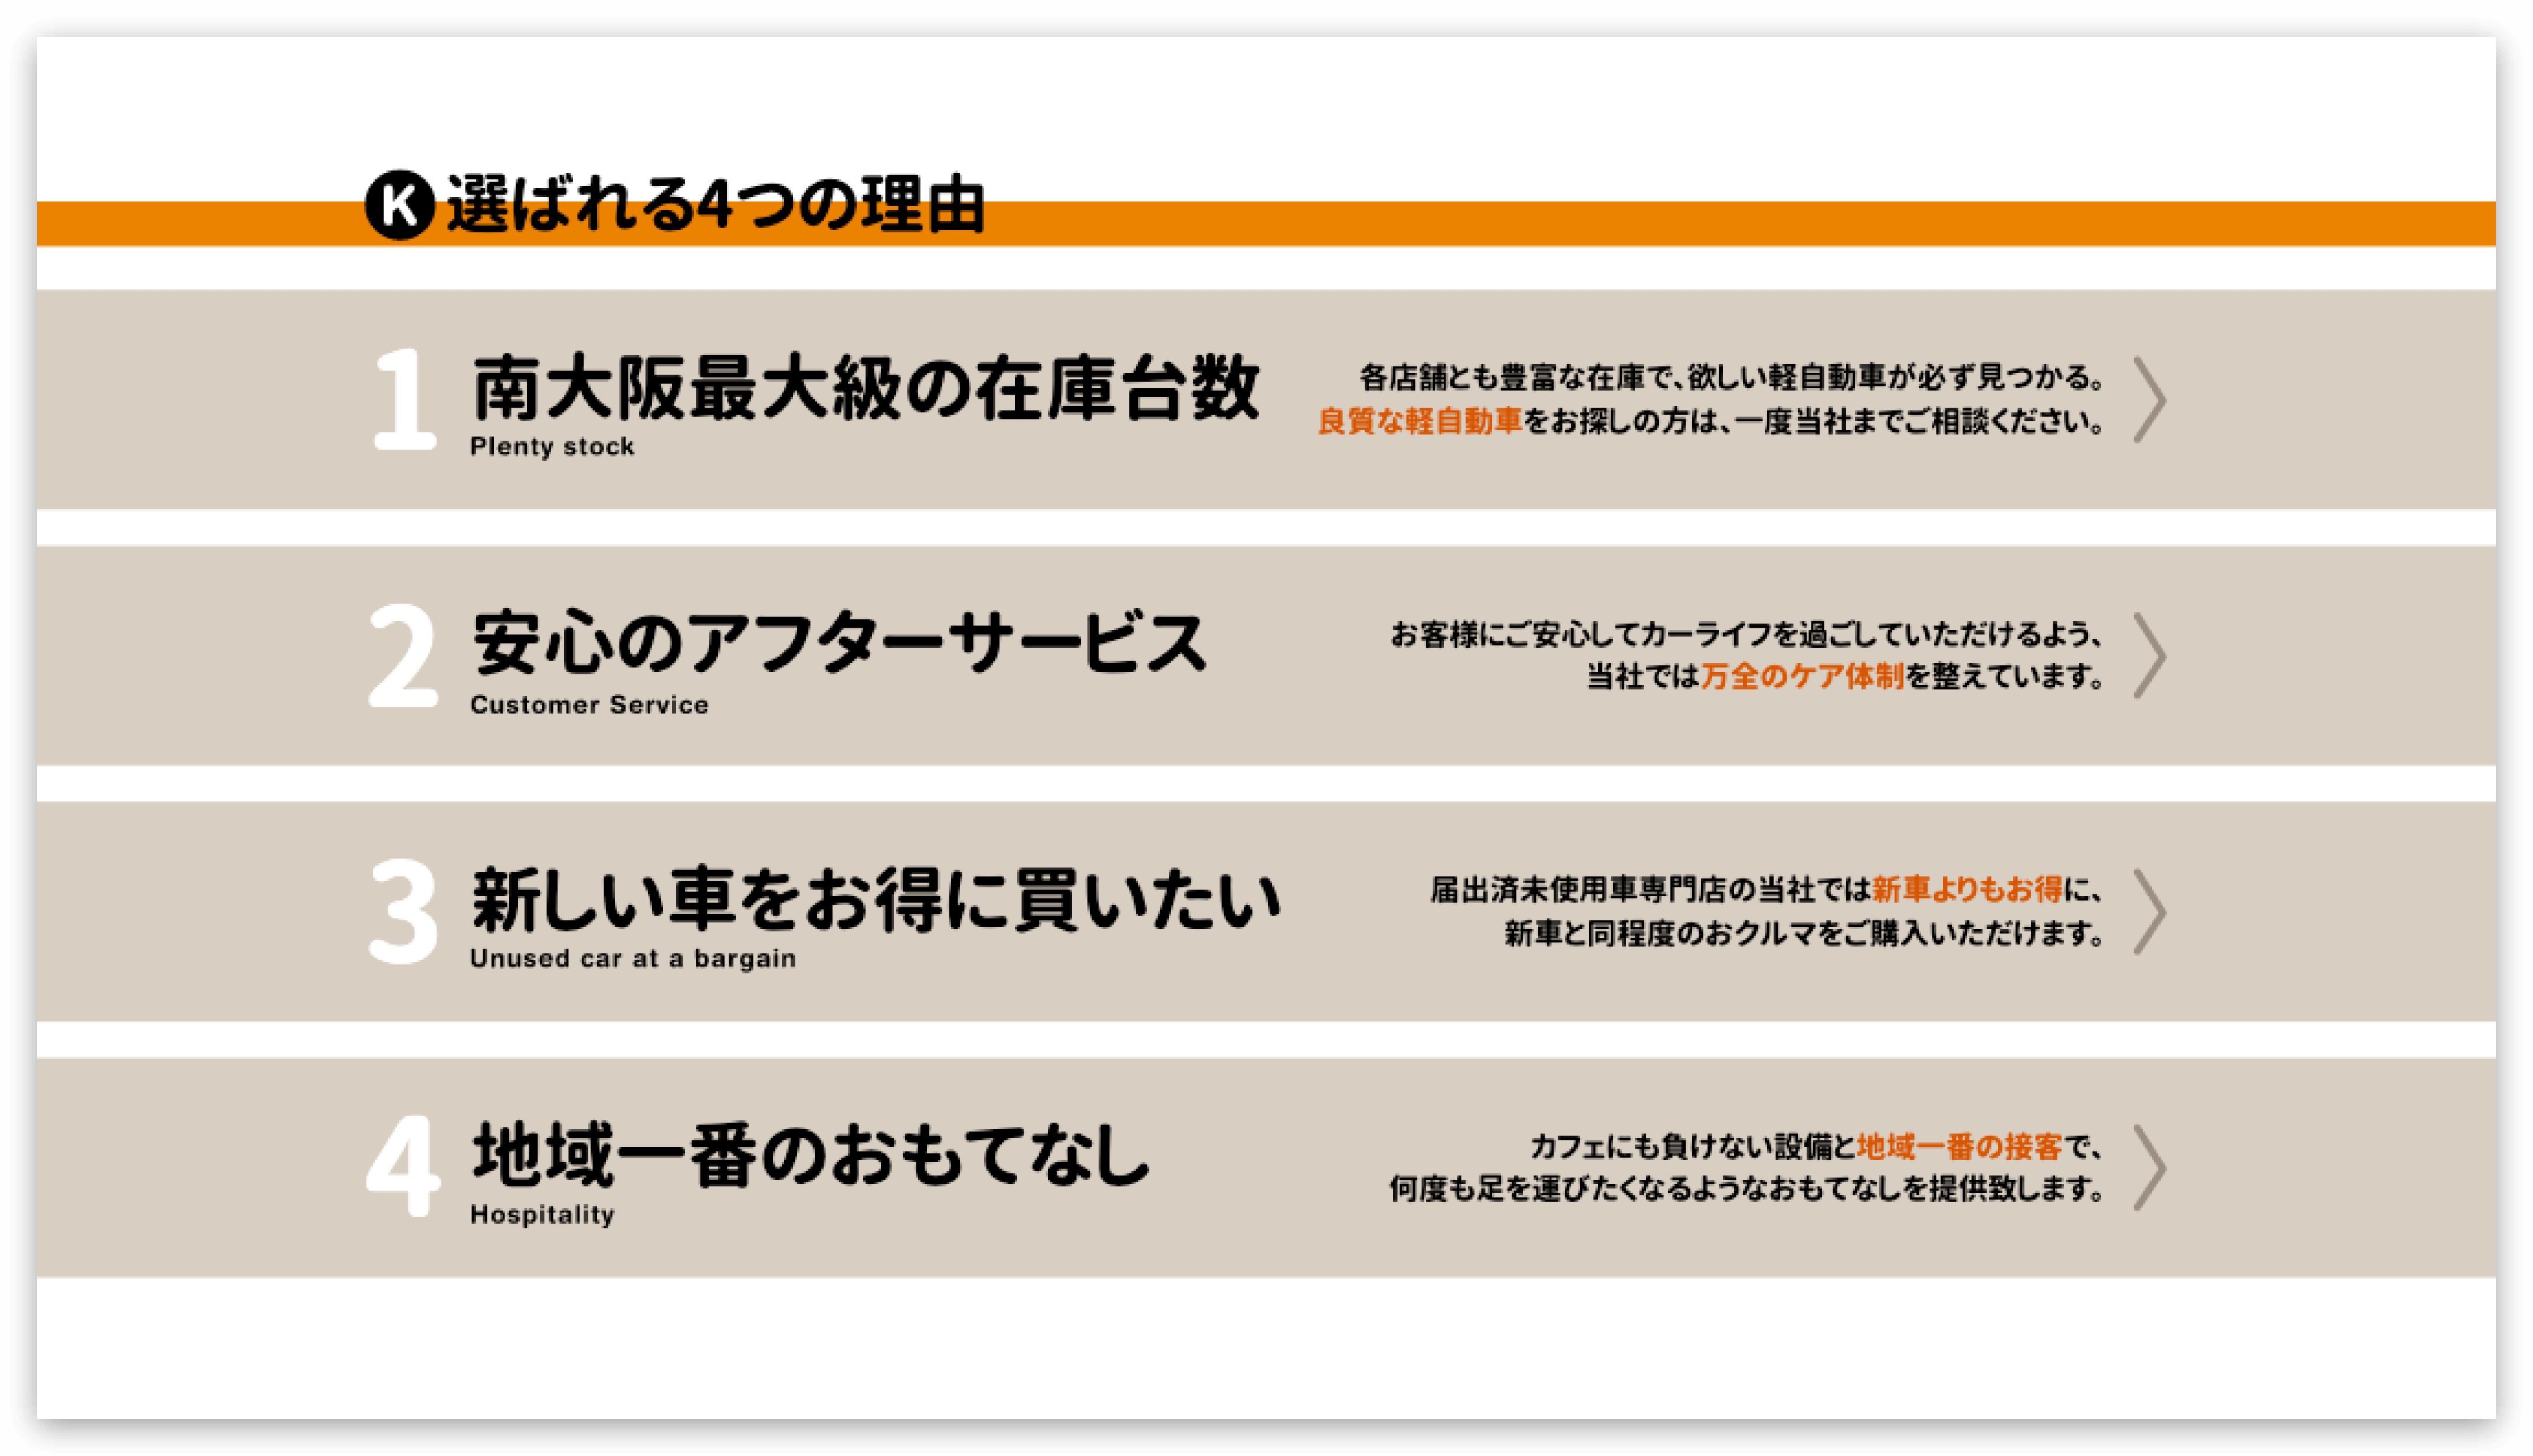 K 選ばれる4つの理由
1 南大阪最大級の在庫台数
Plenty stock
各店舗とも豊富な在庫で、欲しい軽自動車が必ず見つかる。
良質な軽自動車をお探しの方は、一度当社までご相談ください。
2 安心のアフターサービス
Customer Service
お客様にご安心してカーライフを過ごしていただけるよう、
当社では万全のケア体制を整えています。
3 新しい車をお得に買いたい
Unused car at a bargain
届出済未使用車専門店の当社では新車よりもお得に、
新車と同程度のおクルマをご購入いただけます。
4 地域一番のおもてなし
Hospitality
カフェにも負けない設備と地域一番の接客で、
何度も足を運びたくなるようなおもてなしを提供致します。